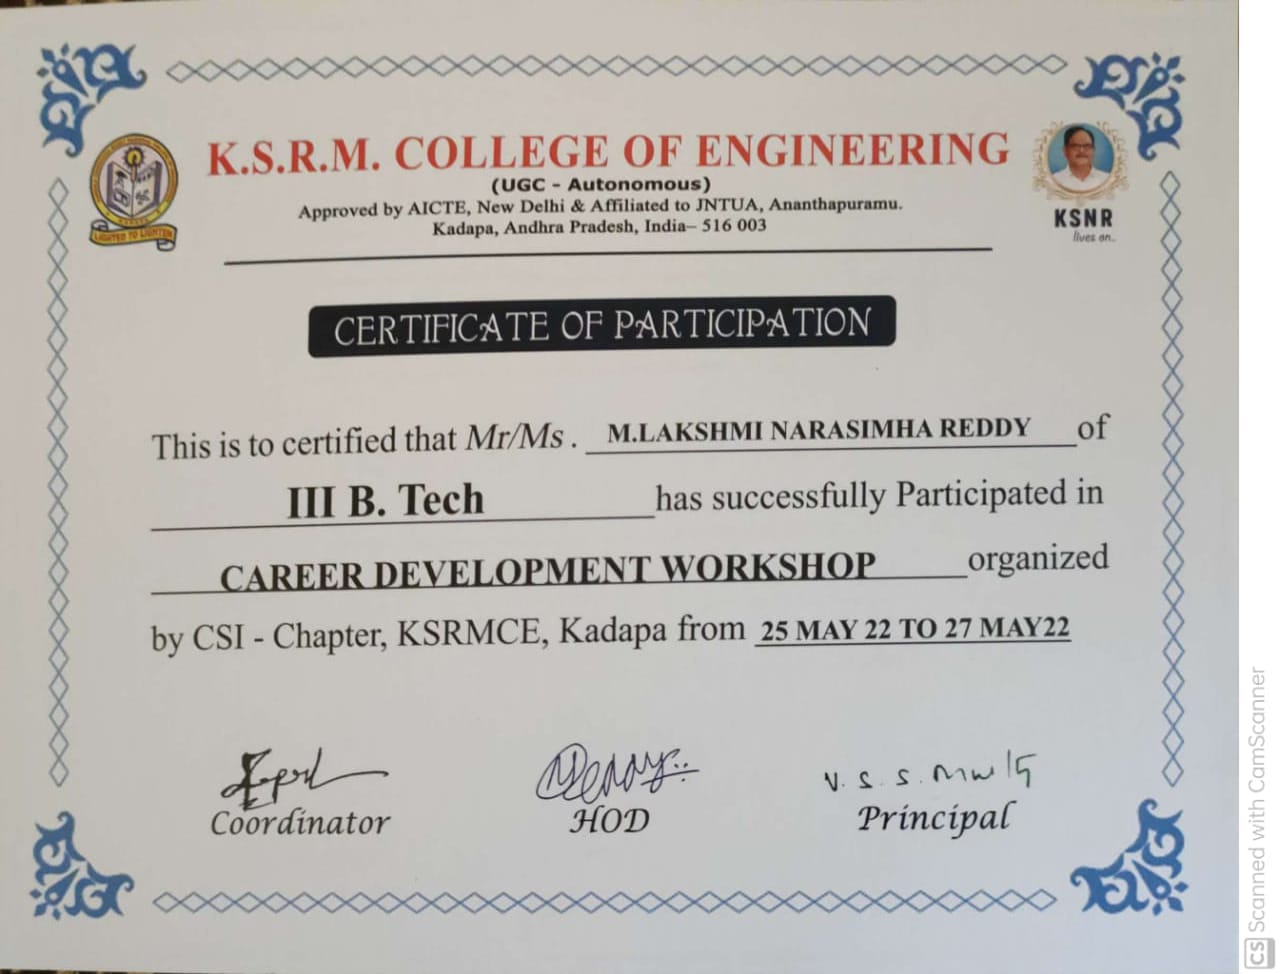 K.S.R.M. COLLEGE OF ENGINEERING
(UGC - Autonomous)
Approved by AICTE, New Delhi & Affiliated to JNTUA, Ananthapuramu.
Kadapa, Andhra Pradesh, India– 516 003
LIGHTED TO LIGHTEN
KSNR
lives on..
CERTIFICATE OF PARTICIPATION
This is to certified that Mr/Ms . M.LAKSHMI NARASIMHA REDDY of
III B. Tech has successfully Participated in
CAREER DEVELOPMENT WORKSHOP organized
by CSI - Chapter, KSRMCE, Kadapa from 25 MAY 22 TO 27 MAY22
V. S. S.
Coordinator HOD Principal
CS Scanned with CamScanner